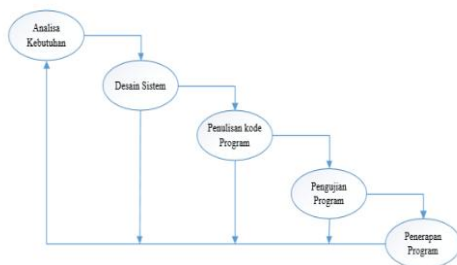 Analisa
Kebutuhan
Desain Sistem
Penulisan kode
Program
Pengujian
Program
Penerapan
Program